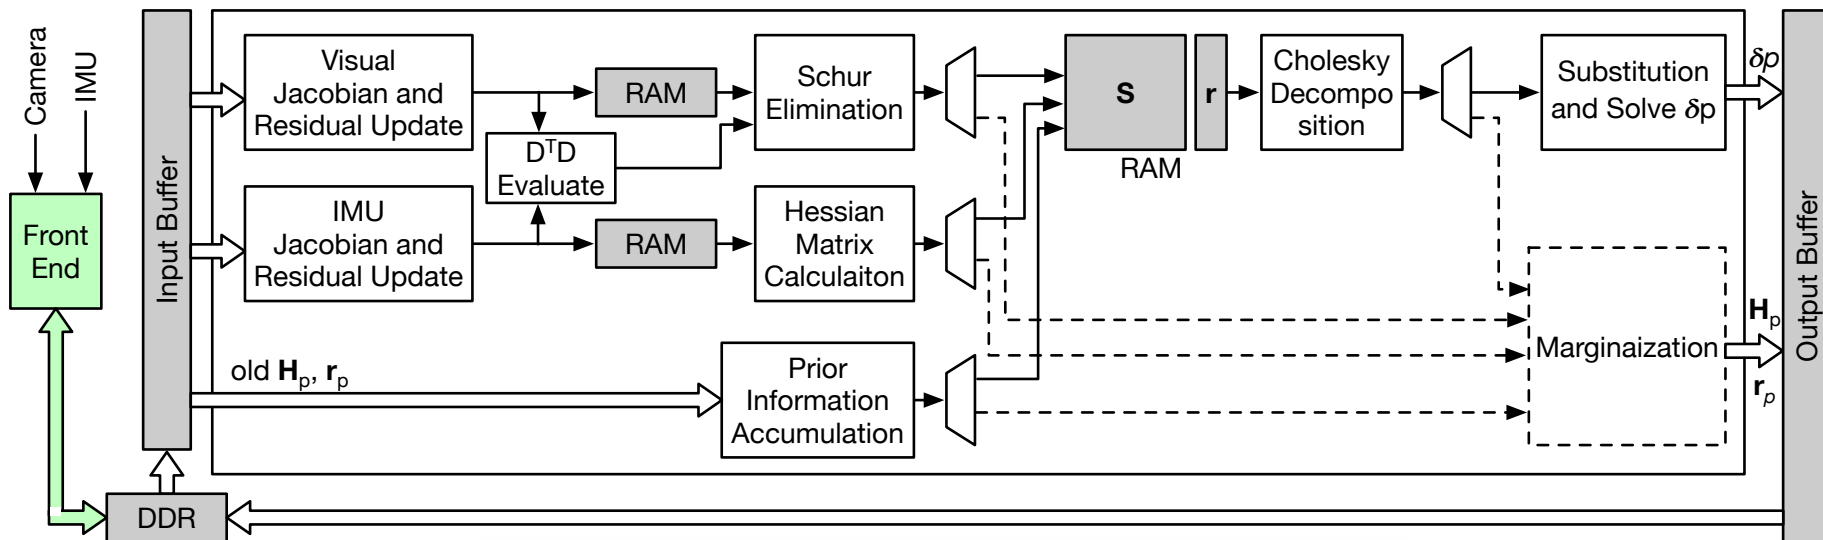 Camera
IMU
Front
End
Input Buffer
DDR
Visual
Jacobian and
Residual Update
IMU
Jacobian and
Residual Update
old Hp, rp
DᵀD
Evaluate
RAM
RAM
Schur
Elimination
Hessian
Matrix
Calculaiton
Prior
Information
Accumulation
S
r
RAM
Cholesky
Decompo
sition
Substitution
and Solve δp
Marginaization
δp
Hp
rp
Output Buffer